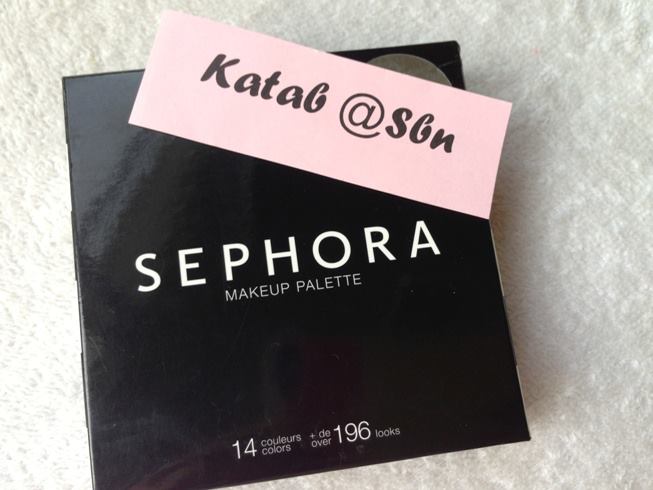 Katab @Sbn
SEPHORA
MAKEUP PALETTE
14 couleurs colors + de over 196 looks